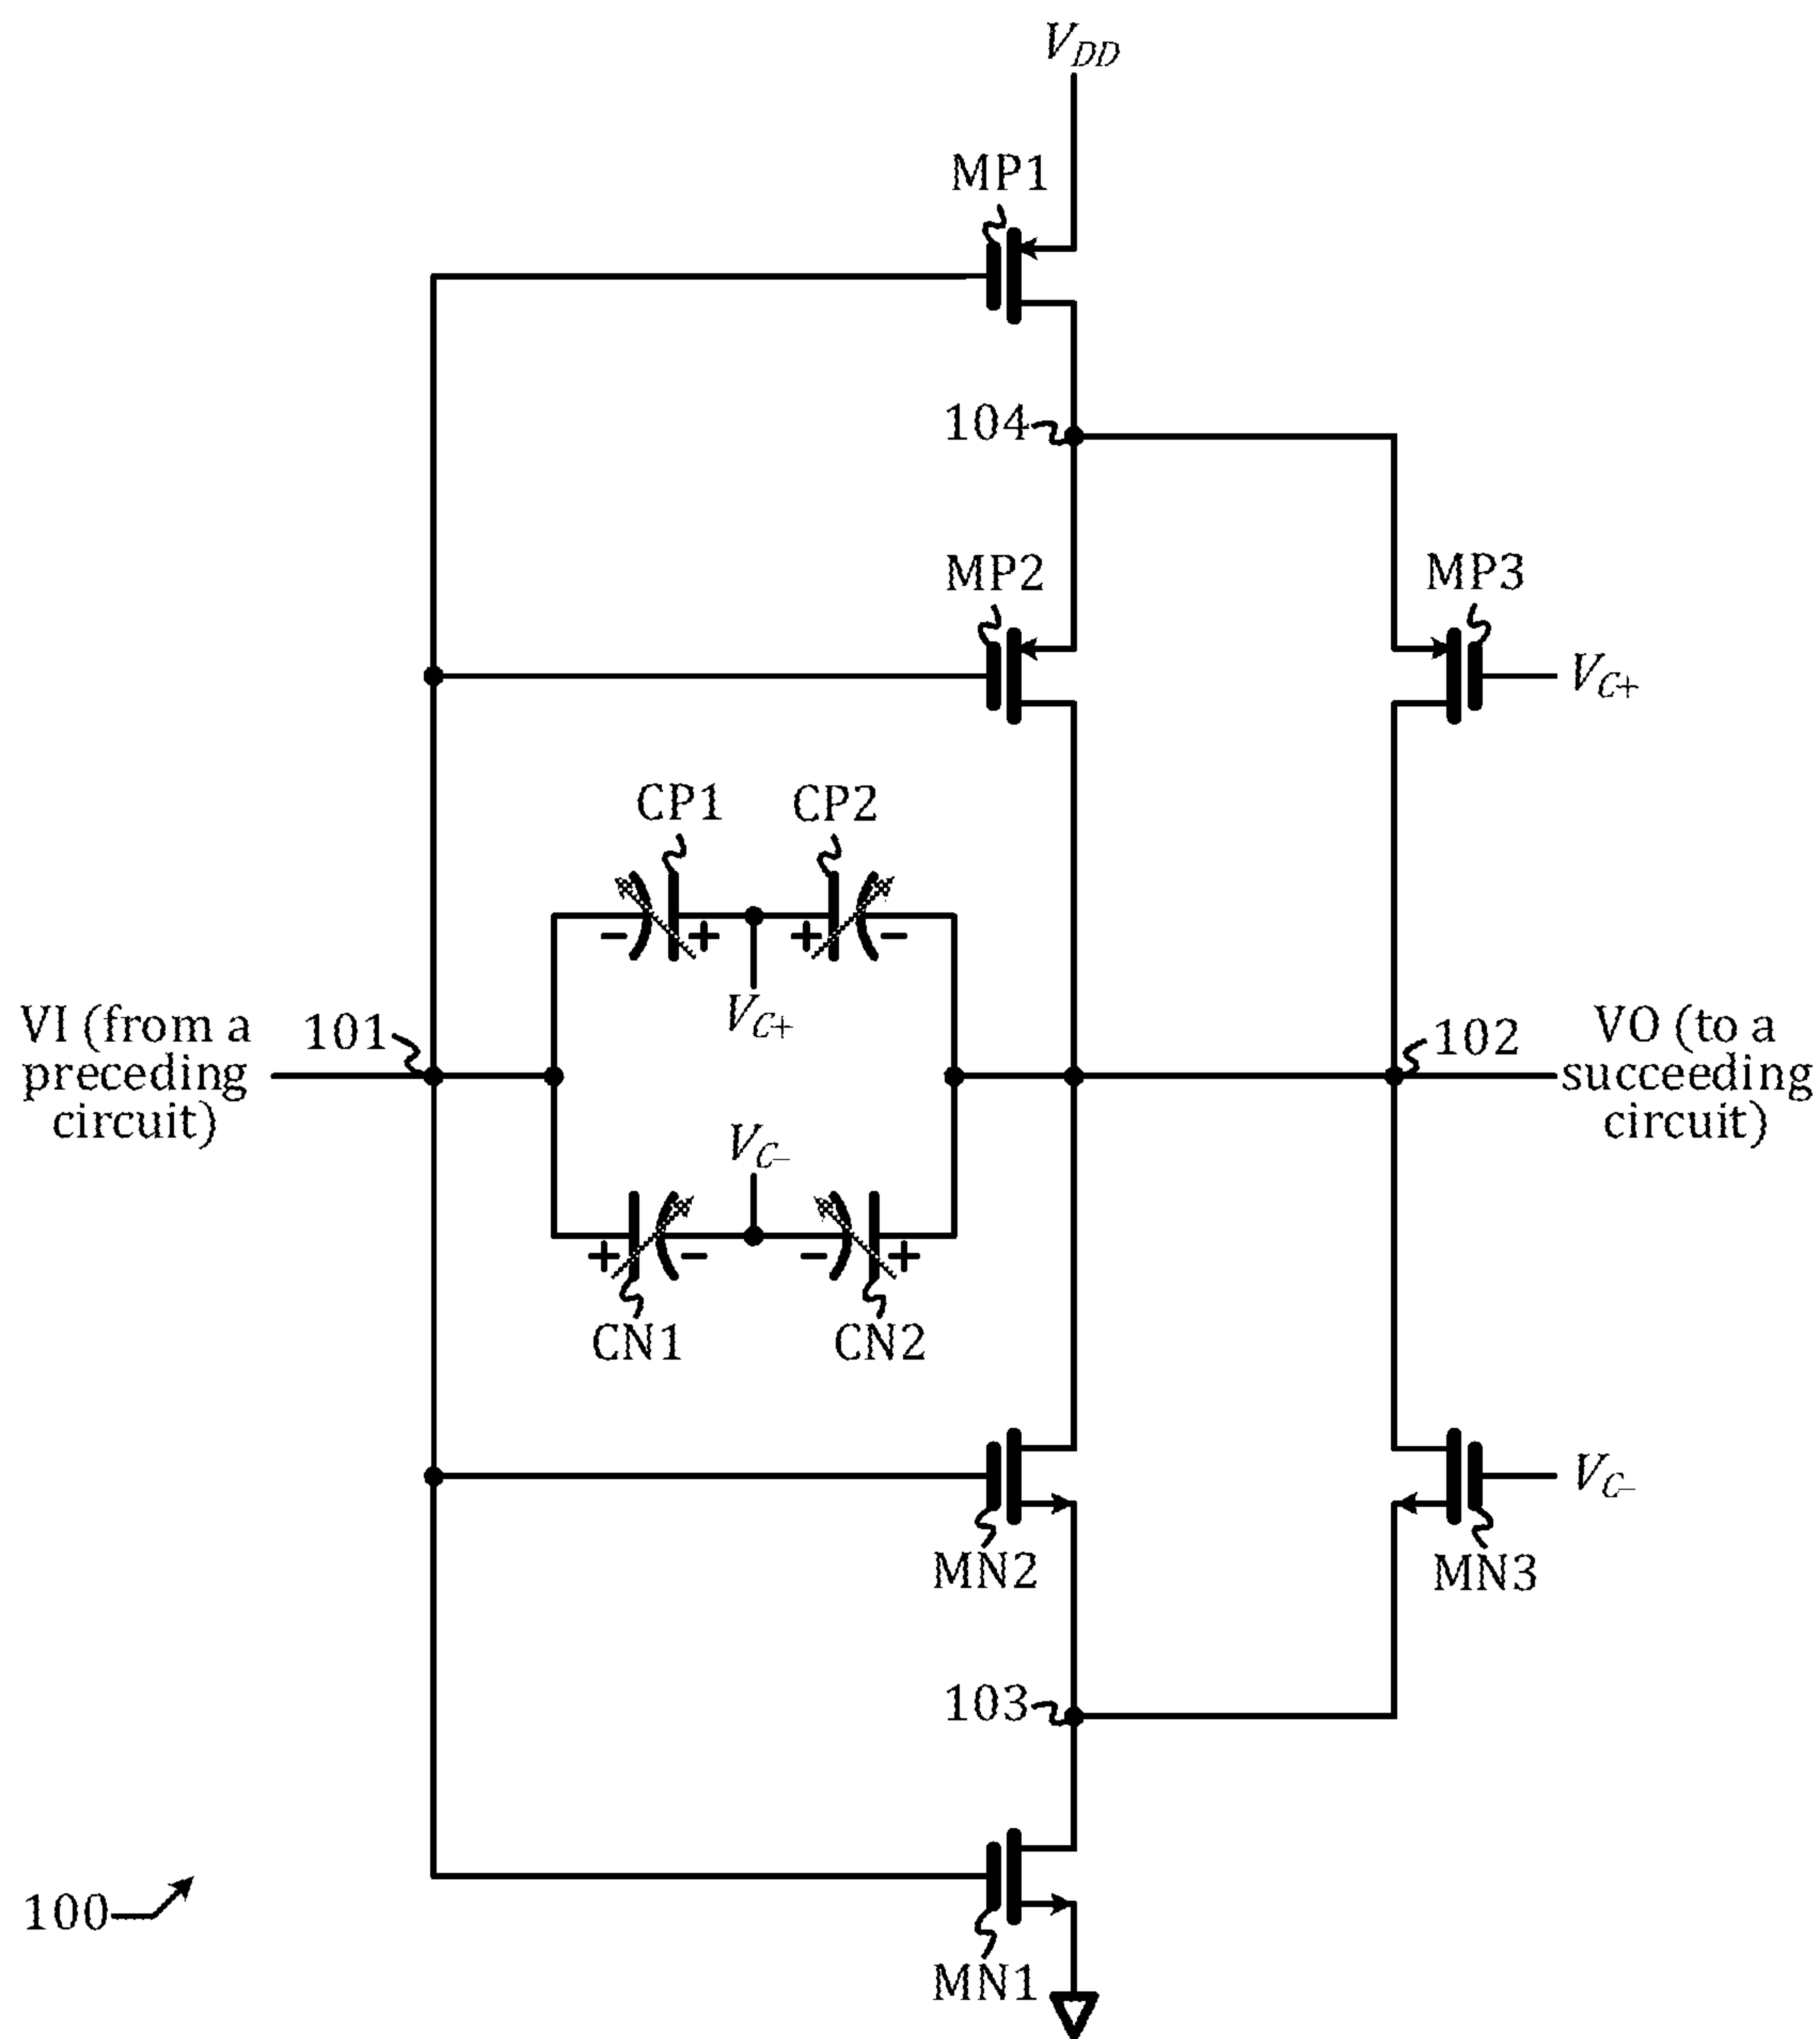 VDD
MP1
104
MP2
MP3
VC+
CP1
CP2
- + + -
VC+
VI (from a
preceding
circuit)
101
102
VO (to a
succeeding
circuit)
VC-
+ - - +
CN1
CN2
VC-
MN2
MN3
103
100
MN1